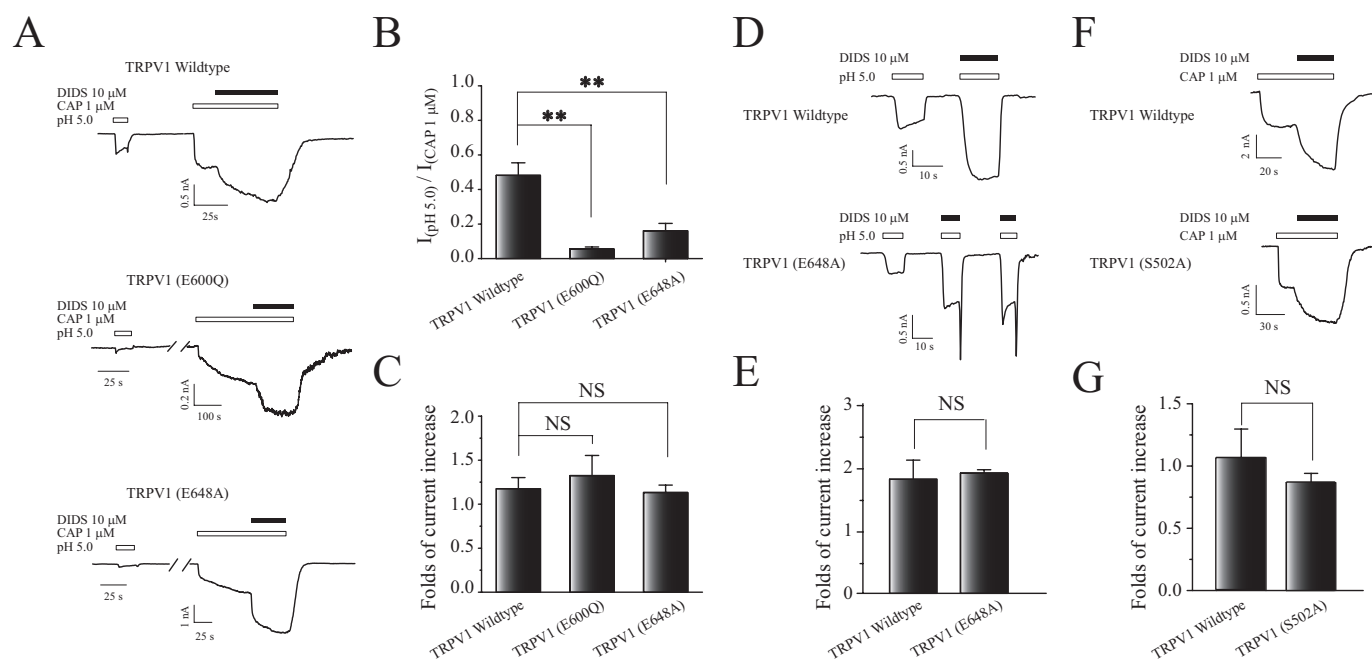 A
TRPV1 Wildtype
DIDS 10 μM
CAP 1 μM
pH 5.0
0.5 nA
25s
TRPV1 (E600Q)
DIDS 10 μM
CAP 1 μM
pH 5.0
25 s
0.2 nA
100 s
TRPV1 (E648A)
DIDS 10 μM
CAP 1 μM
pH 5.0
25 s
1 nA
25 s
B
I(pH 5.0) / I(CAP 1 μM)
1.0
0.8
0.6
0.4
0.2
0.0
**
**
TRPV1 Wildtype
TRPV1 (E600Q)
TRPV1 (E648A)
C
Folds of current increase
2.0
1.5
1.0
0.5
0.0
NS
NS
TRPV1 Wildtype
TRPV1 (E600Q)
TRPV1 (E648A)
D
DIDS 10 μM
pH 5.0
TRPV1 Wildtype
0.5 nA
10 s
DIDS 10 μM
pH 5.0
TRPV1 (E648A)
0.5 nA
10 s
E
Folds of current increase
3
2
1
0
NS
TRPV1 Wildtype
TRPV1 (E648A)
F
DIDS 10 μM
CAP 1 μM
TRPV1 Wildtype
2 nA
20 s
DIDS 10 μM
CAP 1 μM
TRPV1 (S502A)
0.5 nA
30 s
G
Folds of current increase
1.5
1.0
0.5
0.0
NS
TRPV1 Wildtype
TRPV1 (S502A)